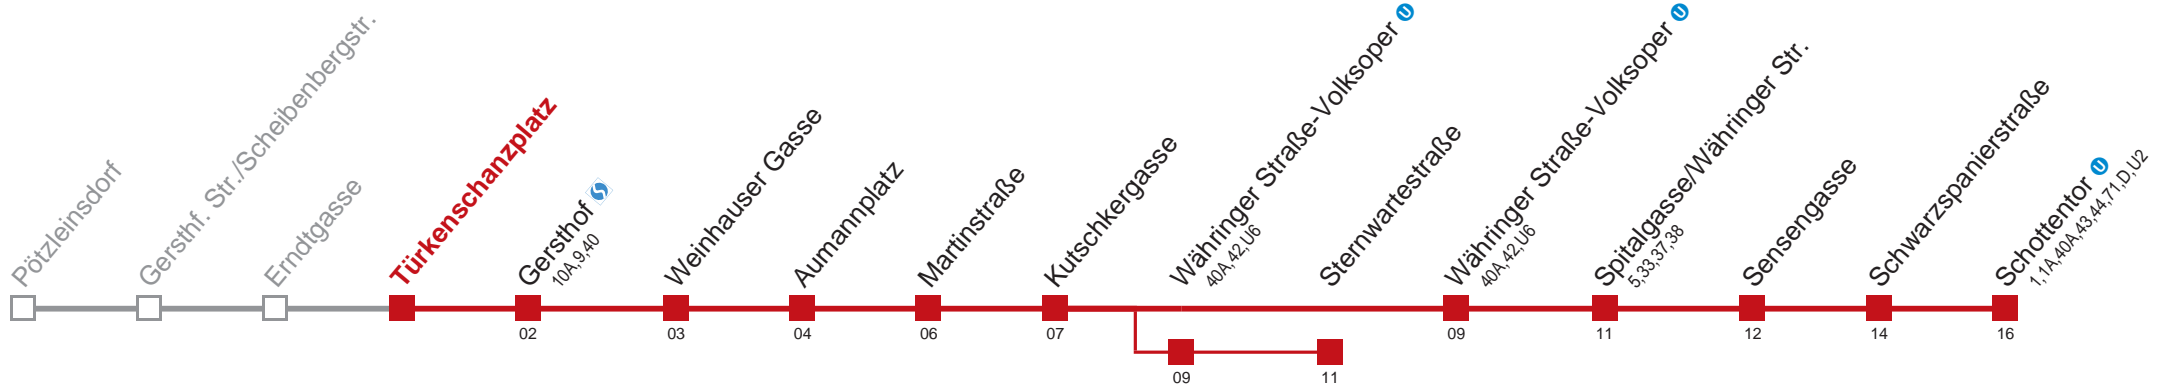 Pötzleinsdorf
Gersthf. Str./Scheibenbergstr.
Erndtgasse
Türkenschanzplatz
Gersthof
10A,9,40
Weinhauser Gasse
Aumannplatz
Martinstraße
Kutschkergasse
Währinger Straße-Volksoper U
40A,42,U6
Sternwartestraße
Währinger Straße-Volksoper U
40A,42,U6
Spitalgasse/Währinger Str.
5,33,37,38
Sensengasse
Schwarzspanierstraße
Schottentor U
1,1A,40A,43,44,71,D,U2
02 03 04 06 07 09 11 12 14 16
09 11